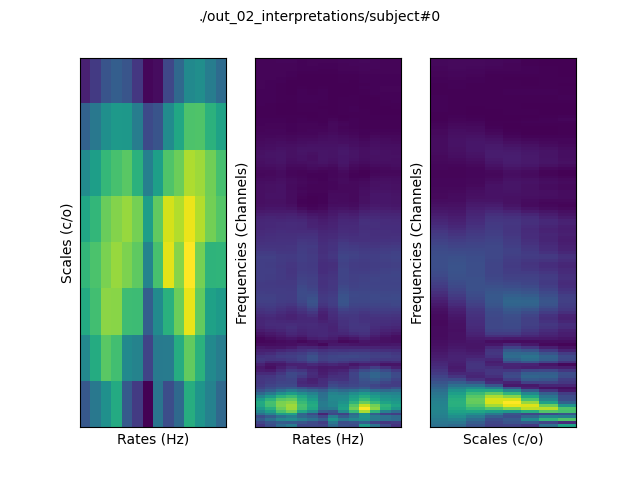 ./out_02_interpretations/subject#0
Scales (c/o)
Rates (Hz)
Frequencies (Channels)
Rates (Hz)
Frequencies (Channels)
Scales (c/o)